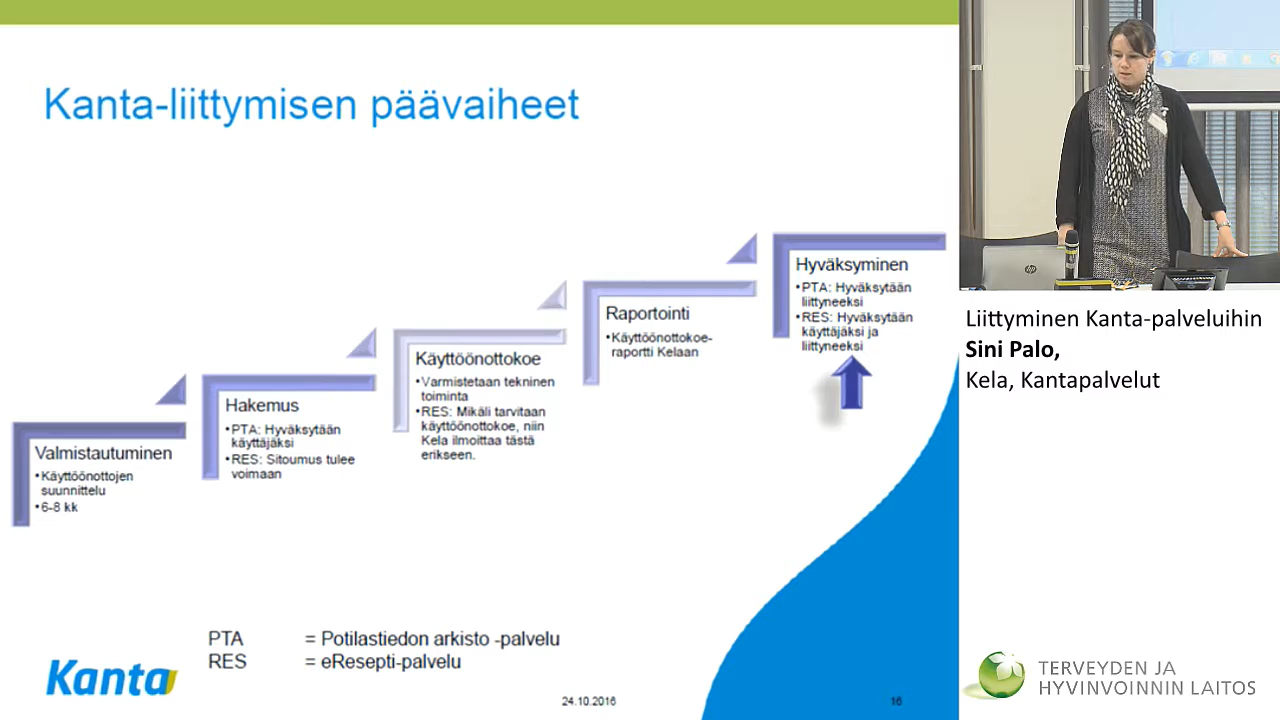 Kanta-liittymisen päävaiheet
Valmistautuminen
•Käyttöönottojen
suunnittelu
•6-8 kk
Hakemus
•PTA: Hyväksytään
käyttäjäksi
•RES: Sitoumus tulee
voimaan
Käyttöönottokoe
•Varmistetaan tekninen
toiminta
•RES: Mikäli tarvitaan
käyttöönottokoe, niin
Kela ilmoittaa tästä
erikseen.
Raportointi
•Käyttöönottokoe-
raportti Kelaan
Hyväksyminen
•PTA: Hyväksytään
liittyneeksi
•RES: Hyväksytään
käyttäjäksi ja
liittyneeksi
PTA = Potilastiedon arkisto -palvelu
RES = eResepti-palvelu
Kanta
24.10.2016
16
hp
Liittyminen Kanta-palveluihin
Sini Palo,
Kela, Kantapalvelut
TERVEYDEN JA
HYVINVOINNIN LAITOS